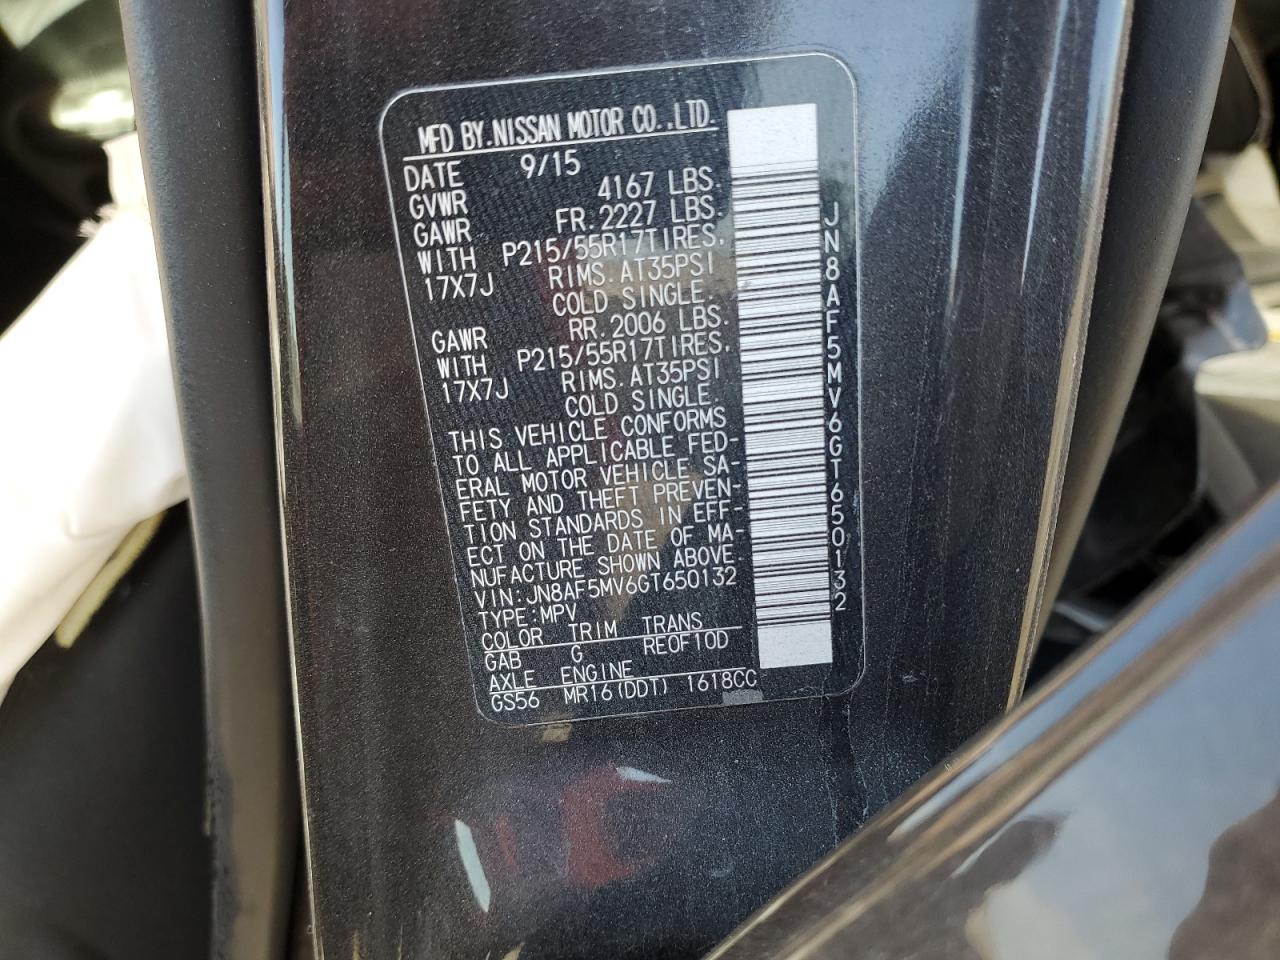 MFD BY.NISSAN MOTOR CO.,LTD.
DATE 9/15
GVWR 4167 LBS.
GAWR FR.2227 LBS.
WITH P215/55R17TIRES.
17X7J RIMS.AT35PSI
COLD SINGLE.
GAWR RR.2006 LBS.
WITH P215/55R17TIRES.
17X7J RIMS.AT35PSI
COLD SINGLE.
THIS VEHICLE CONFORMS
TO ALL APPLICABLE FED-
ERAL MOTOR VEHICLE SA-
FETY AND THEFT PREVEN-
TION STANDARDS IN EFF-
ECT ON THE DATE OF MA-
NUFACTURE SHOWN ABOVE.
VIN:JN8AF5MV6GT650132
TYPE:MPV
COLOR TRIM TRANS
GAB G RE0F10D
AXLE ENGINE
GS56 MR16(DDT) 1618CC
JN8AF5MV6GT650132